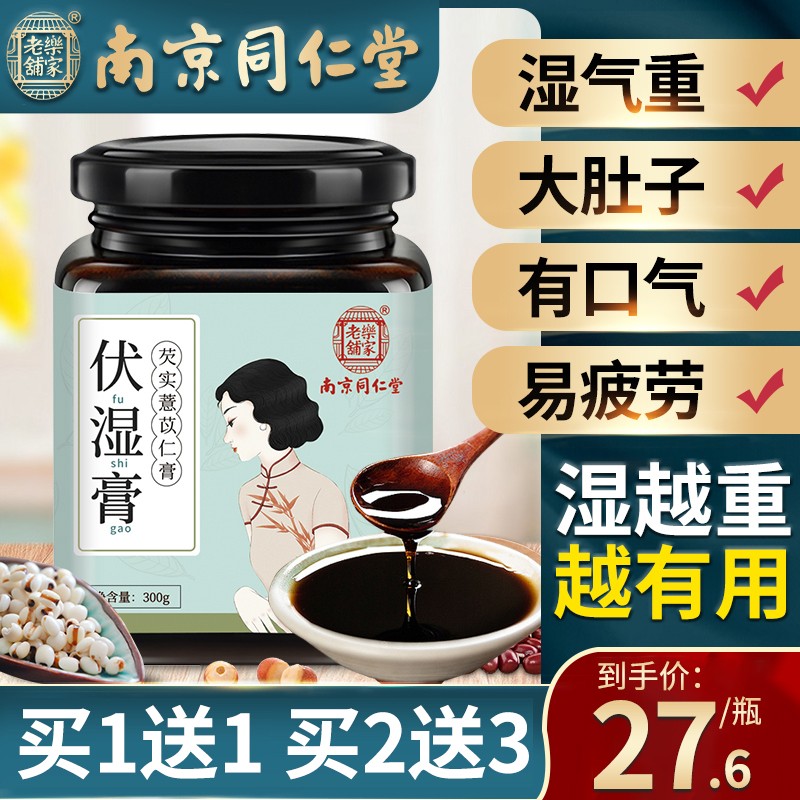 老舖
樂家
®
南京同仁堂
湿气重
大肚子
有口气
易疲劳
老舖
樂家
®
南京同仁堂
芡实薏苡仁膏
伏
fu
湿
shi
膏
gao
净含量：300g
湿越重
越有用
到手价：
27.6/瓶
买1送1 买2送3